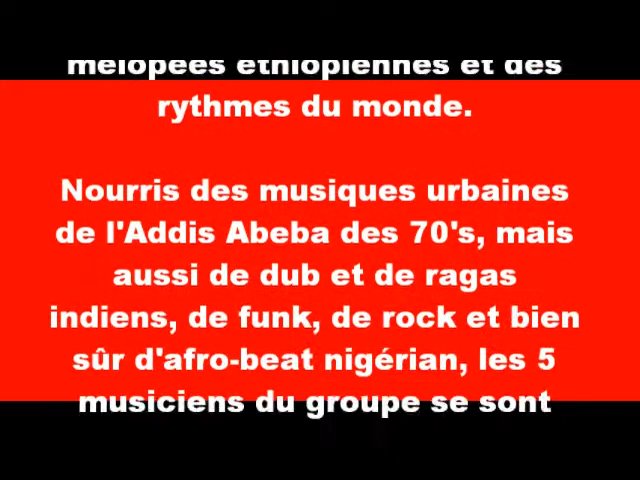 mélopées éthiopiennes et des
rythmes du monde.
Nourris des musiques urbaines
de l'Addis Abeba des 70's, mais
aussi de dub et de ragas
indiens, de funk, de rock et bien
sûr d'afro-beat nigérian, les 5
musiciens du groupe se sont